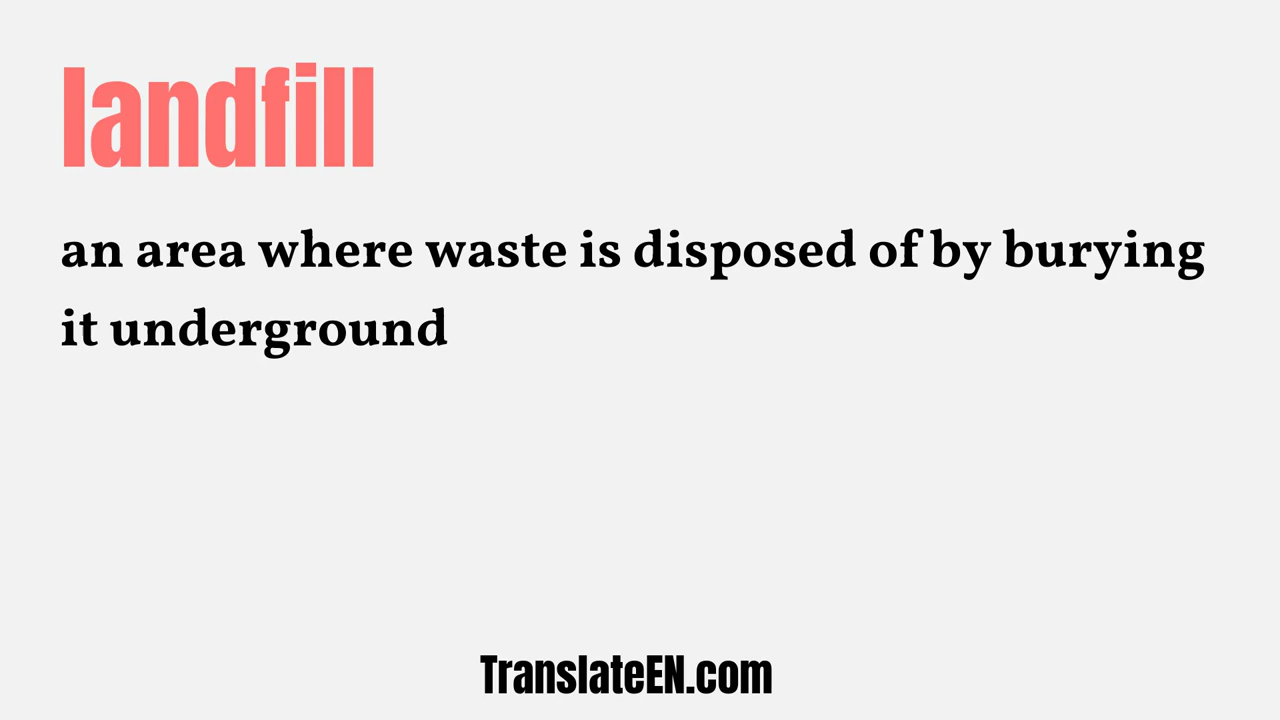 landfill
an area where waste is disposed of by burying
it underground
TranslateEN.com